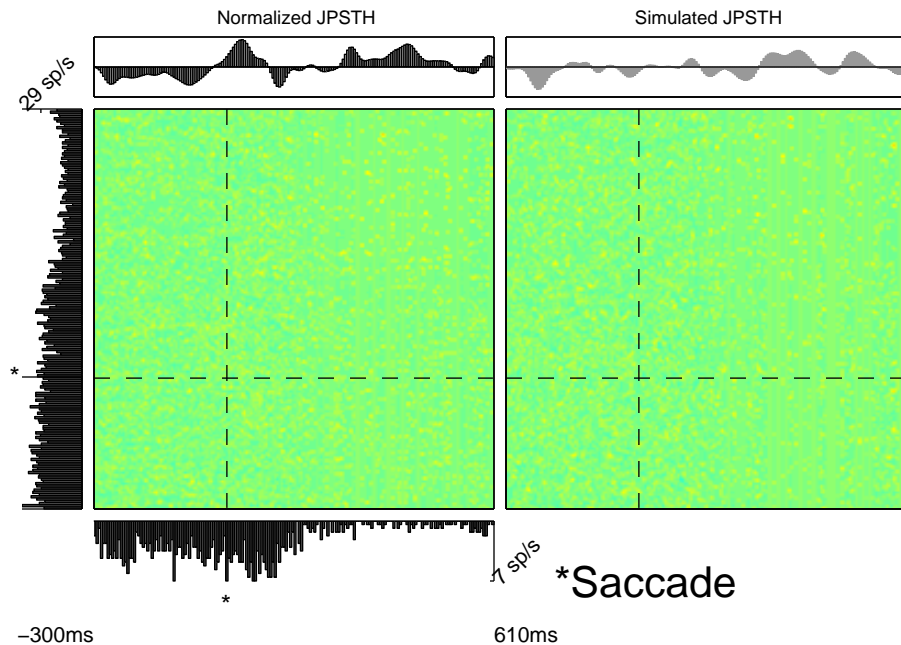 Normalized JPSTH
Simulated JPSTH
29 sp/s
*
7 sp/s
*Saccade
*
−300ms
610ms